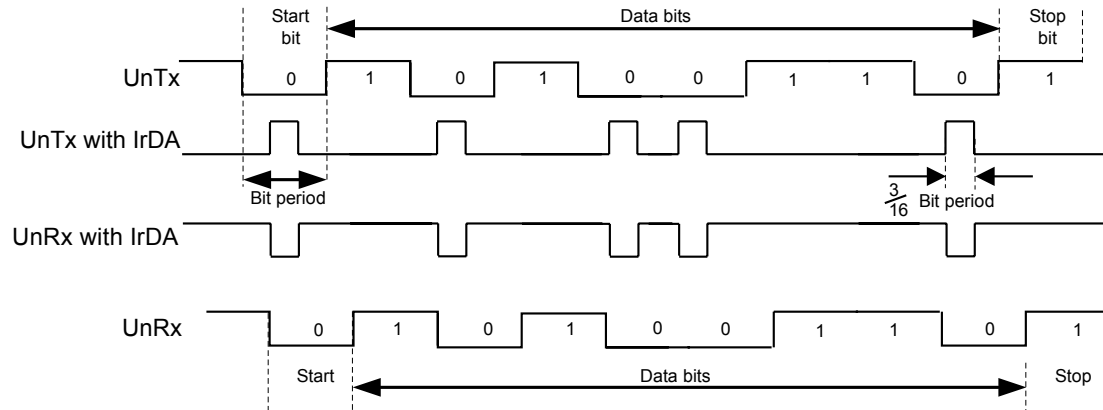 Start
bit
Data bits
Stop
bit
UnTx
0 1 0 1 0 0 1 1 0 1
UnTx with IrDA
Bit period
3
16
Bit period
UnRx with IrDA
UnRx
0 1 0 1 0 0 1 1 0 1
Start
Data bits
Stop